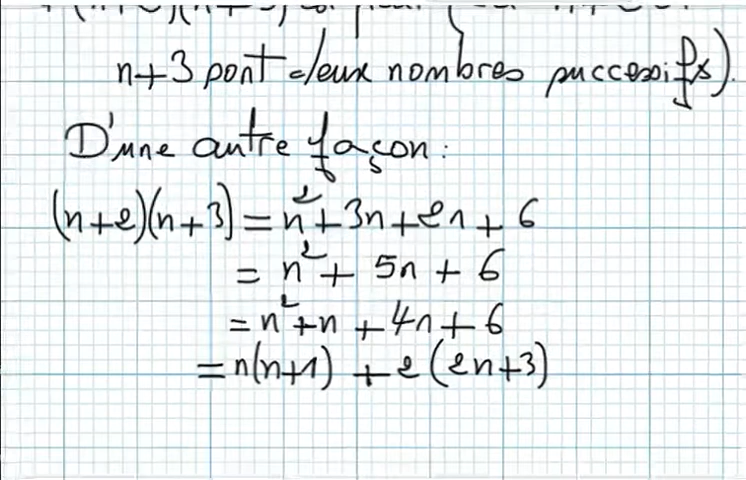 n+3 sont deux nombres successifs).
D'une autre façon :
(n+2)(n+3) = n²+3n+2n+6
= n²+ 5n + 6
= n²+n + 4n+6
= n(n+1) + 2(2n+3)